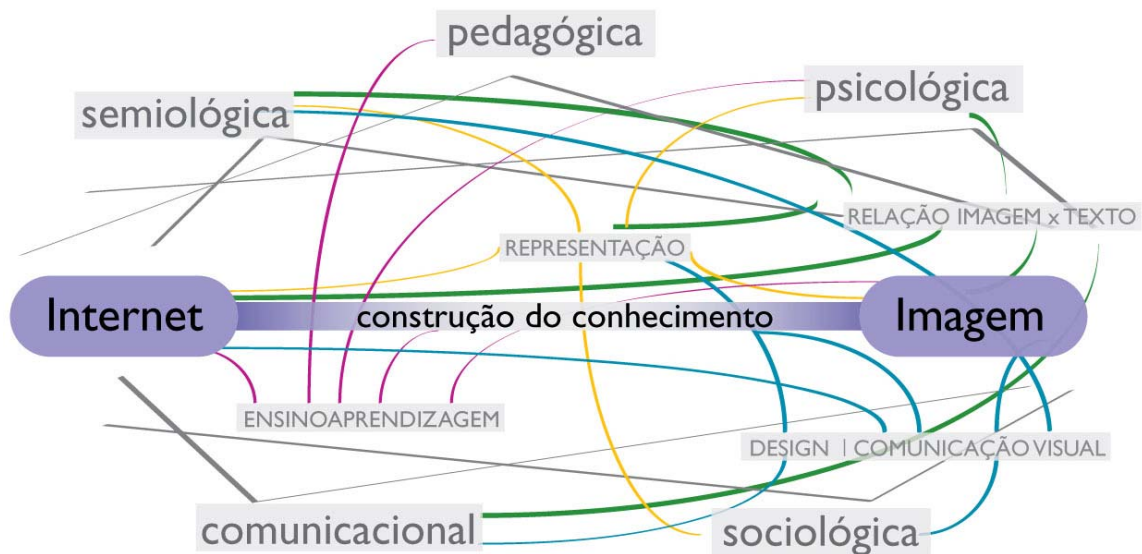 pedagógica
psicológica
semiológica
RELAÇÃO IMAGEM x TEXTO
REPRESENTAÇÃO
Internet
construção do conhecimento
Imagem
ENSINOAPRENDIZAGEM
DESIGN | COMUNICAÇÃO VISUAL
comunicacional
sociológica